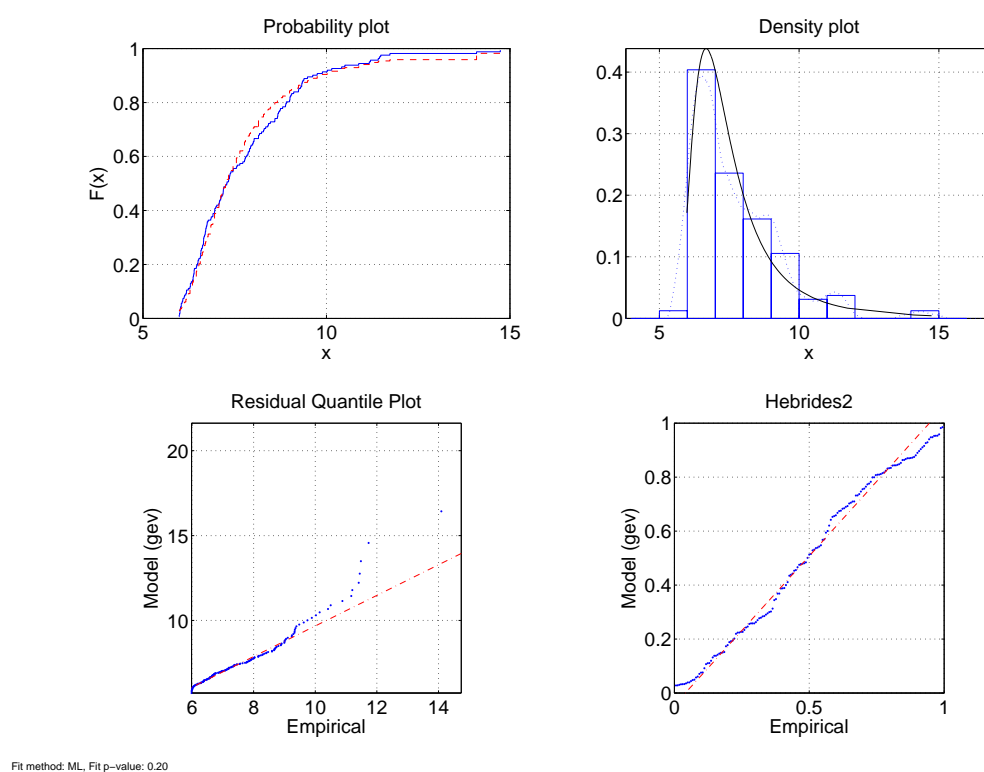 Probability plot
1
0.8
0.6
0.4
0.2
0
F(x)
5
10
15
x
Density plot
0.4
0.3
0.2
0.1
0
5
10
15
x
Residual Quantile Plot
20
15
10
Model (gev)
6
8
10
12
14
Empirical
Hebrides2
1
0.8
0.6
0.4
0.2
0
Model (gev)
0
0.5
1
Empirical
Fit method: ML, Fit p−value: 0.20